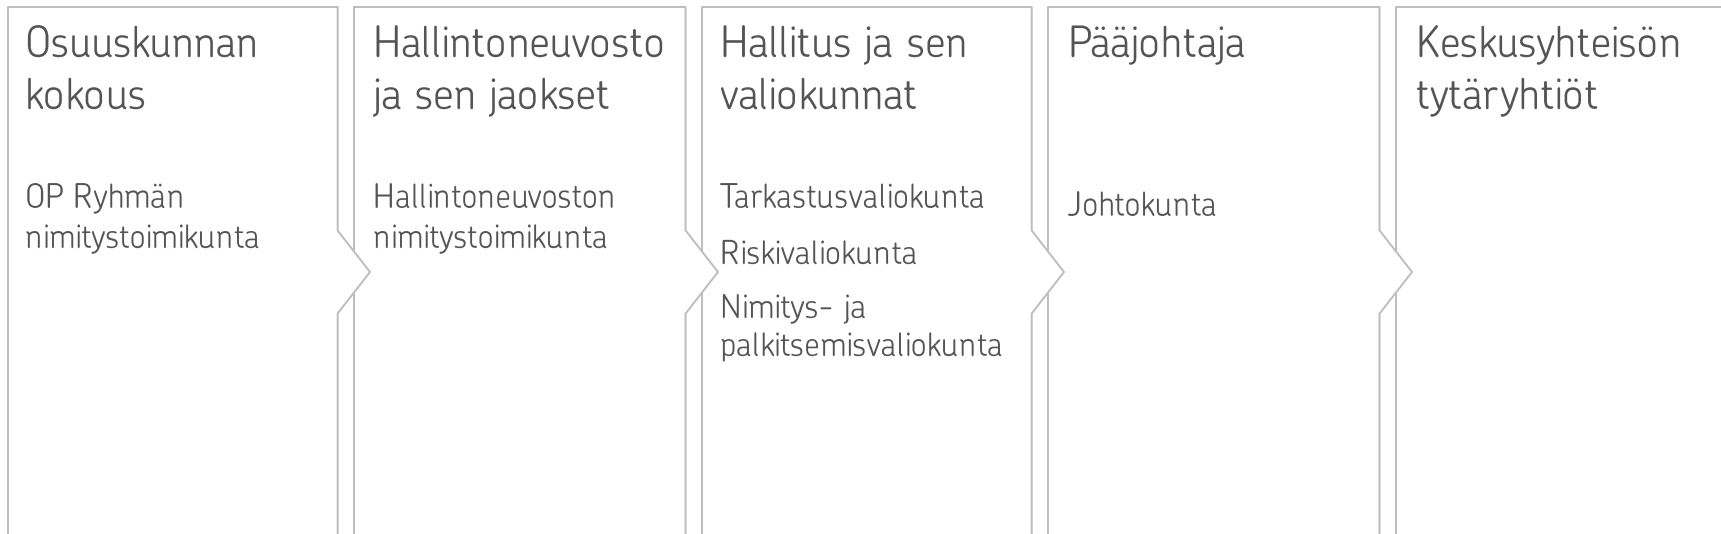 Osuuskunnan
kokous
OP Ryhmän
nimitystoimikunta
Hallintoneuvosto
ja sen jaokset
Hallintoneuvoston
nimitystoimikunta
Hallitus ja sen
valiokunnat
Tarkastusvaliokunta
Riskivaliokunta
Nimitys- ja
palkitsemisvaliokunta
Pääjohtaja
Johtokunta
Keskusyhteisön
tytäryhtiöt